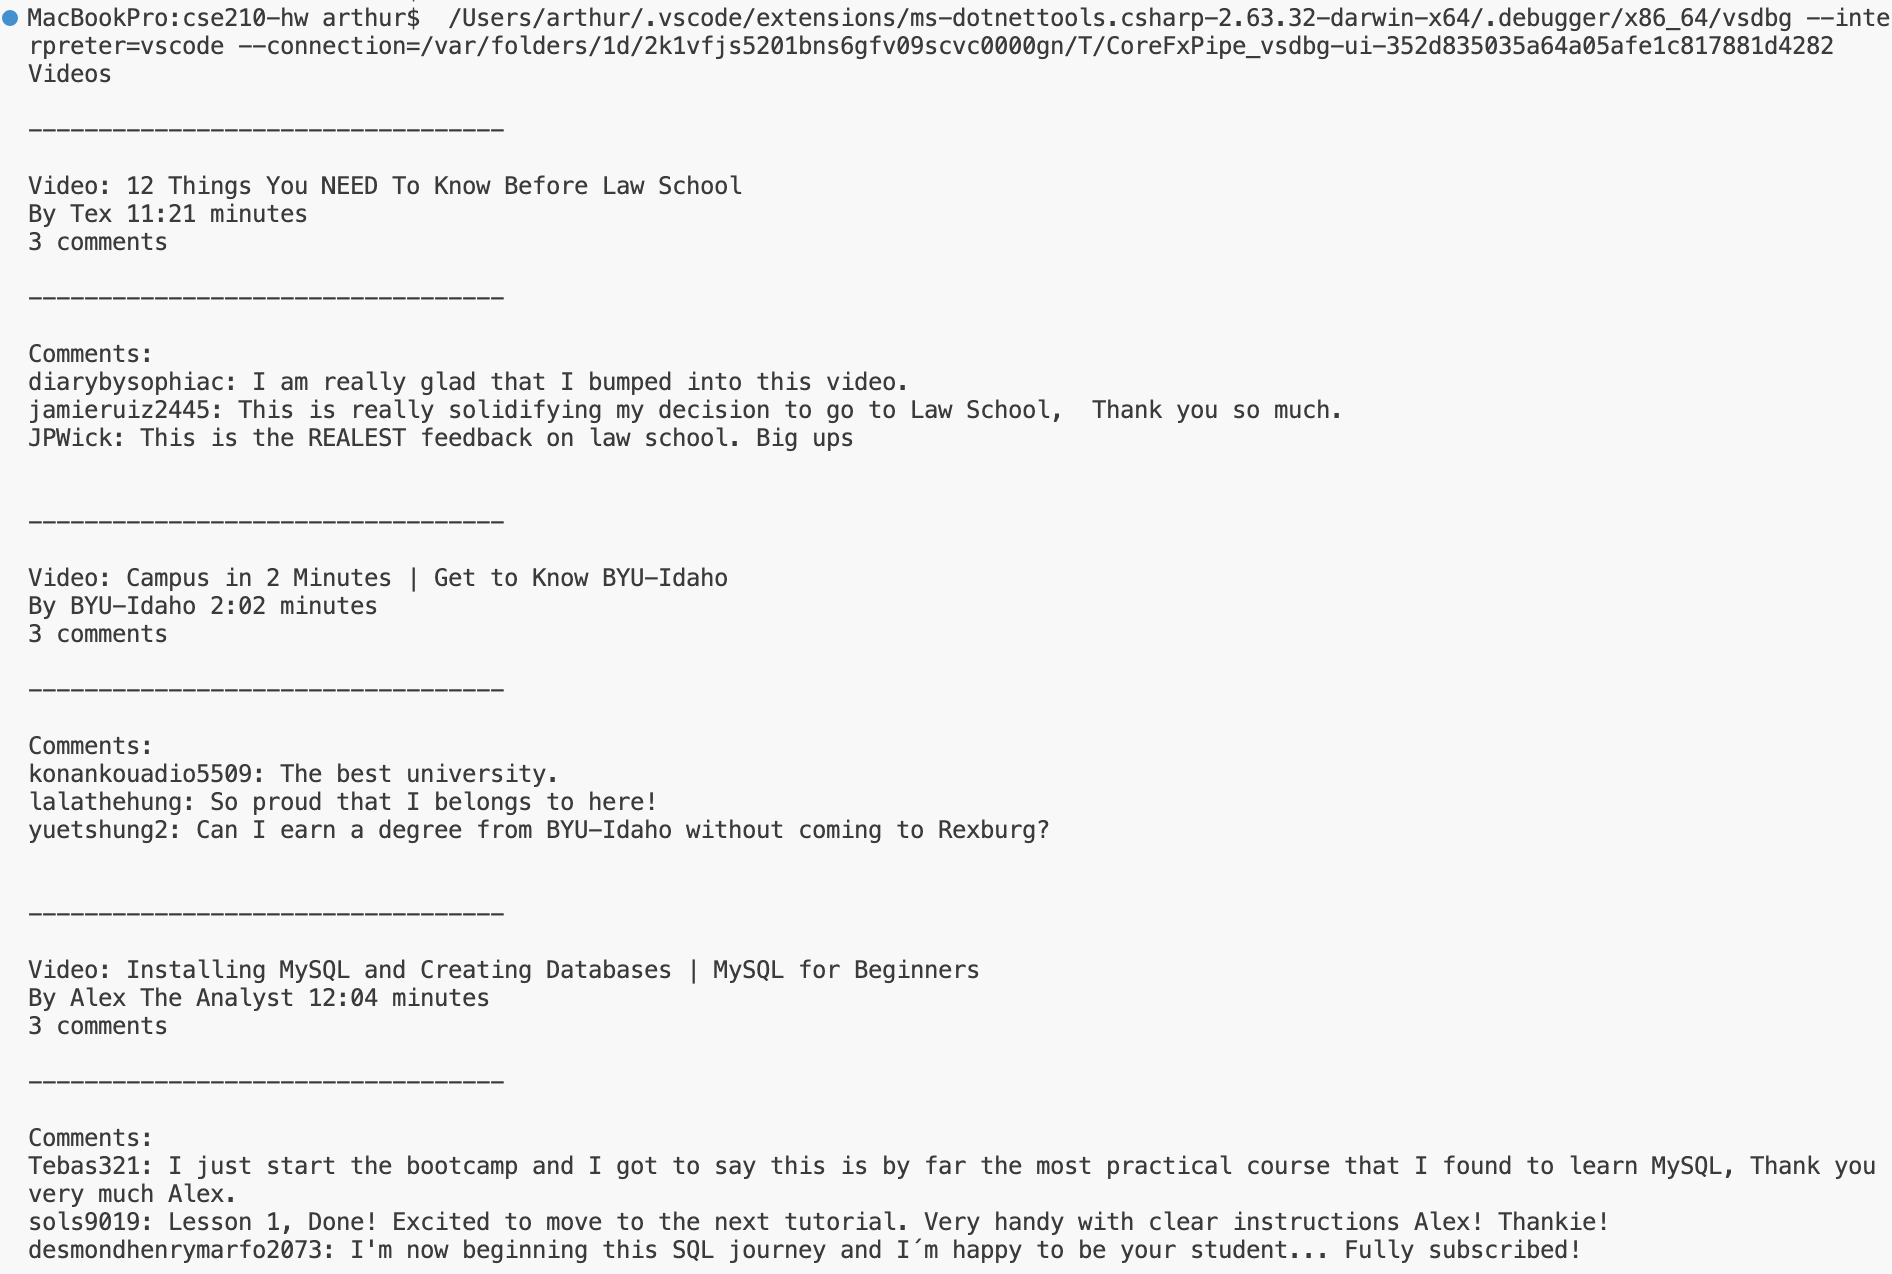 MacBookPro:cse210-hw arthur$  /Users/arthur/.vscode/extensions/ms-dotnettools.csharp-2.63.32-darwin-x64/.debugger/x86_64/vsdbg --inte
rpreter=vscode --connection=/var/folders/1d/2k1vfjs5201bns6gfv09scvc0000gn/T/CoreFxPipe_vsdbg-ui-352d835035a64a05afe1c817881d4282
Videos
----------------------------------
Video: 12 Things You NEED To Know Before Law School
By Tex 11:21 minutes
3 comments
----------------------------------
Comments:
diarybysophiac: I am really glad that I bumped into this video.
jamieruiz2445: This is really solidifying my decision to go to Law School,  Thank you so much.
JPWick: This is the REALEST feedback on law school. Big ups
----------------------------------
Video: Campus in 2 Minutes | Get to Know BYU-Idaho
By BYU-Idaho 2:02 minutes
3 comments
----------------------------------
Comments:
konankouadio5509: The best university.
lalathehung: So proud that I belongs to here!
yuetshung2: Can I earn a degree from BYU-Idaho without coming to Rexburg?
----------------------------------
Video: Installing MySQL and Creating Databases | MySQL for Beginners
By Alex The Analyst 12:04 minutes
3 comments
----------------------------------
Comments:
Tebas321: I just start the bootcamp and I got to say this is by far the most practical course that I found to learn MySQL, Thank you
very much Alex.
sols9019: Lesson 1, Done! Excited to move to the next tutorial. Very handy with clear instructions Alex! Thankie!
desmondhenrymarfo2073: I'm now beginning this SQL journey and I´m happy to be your student... Fully subscribed!